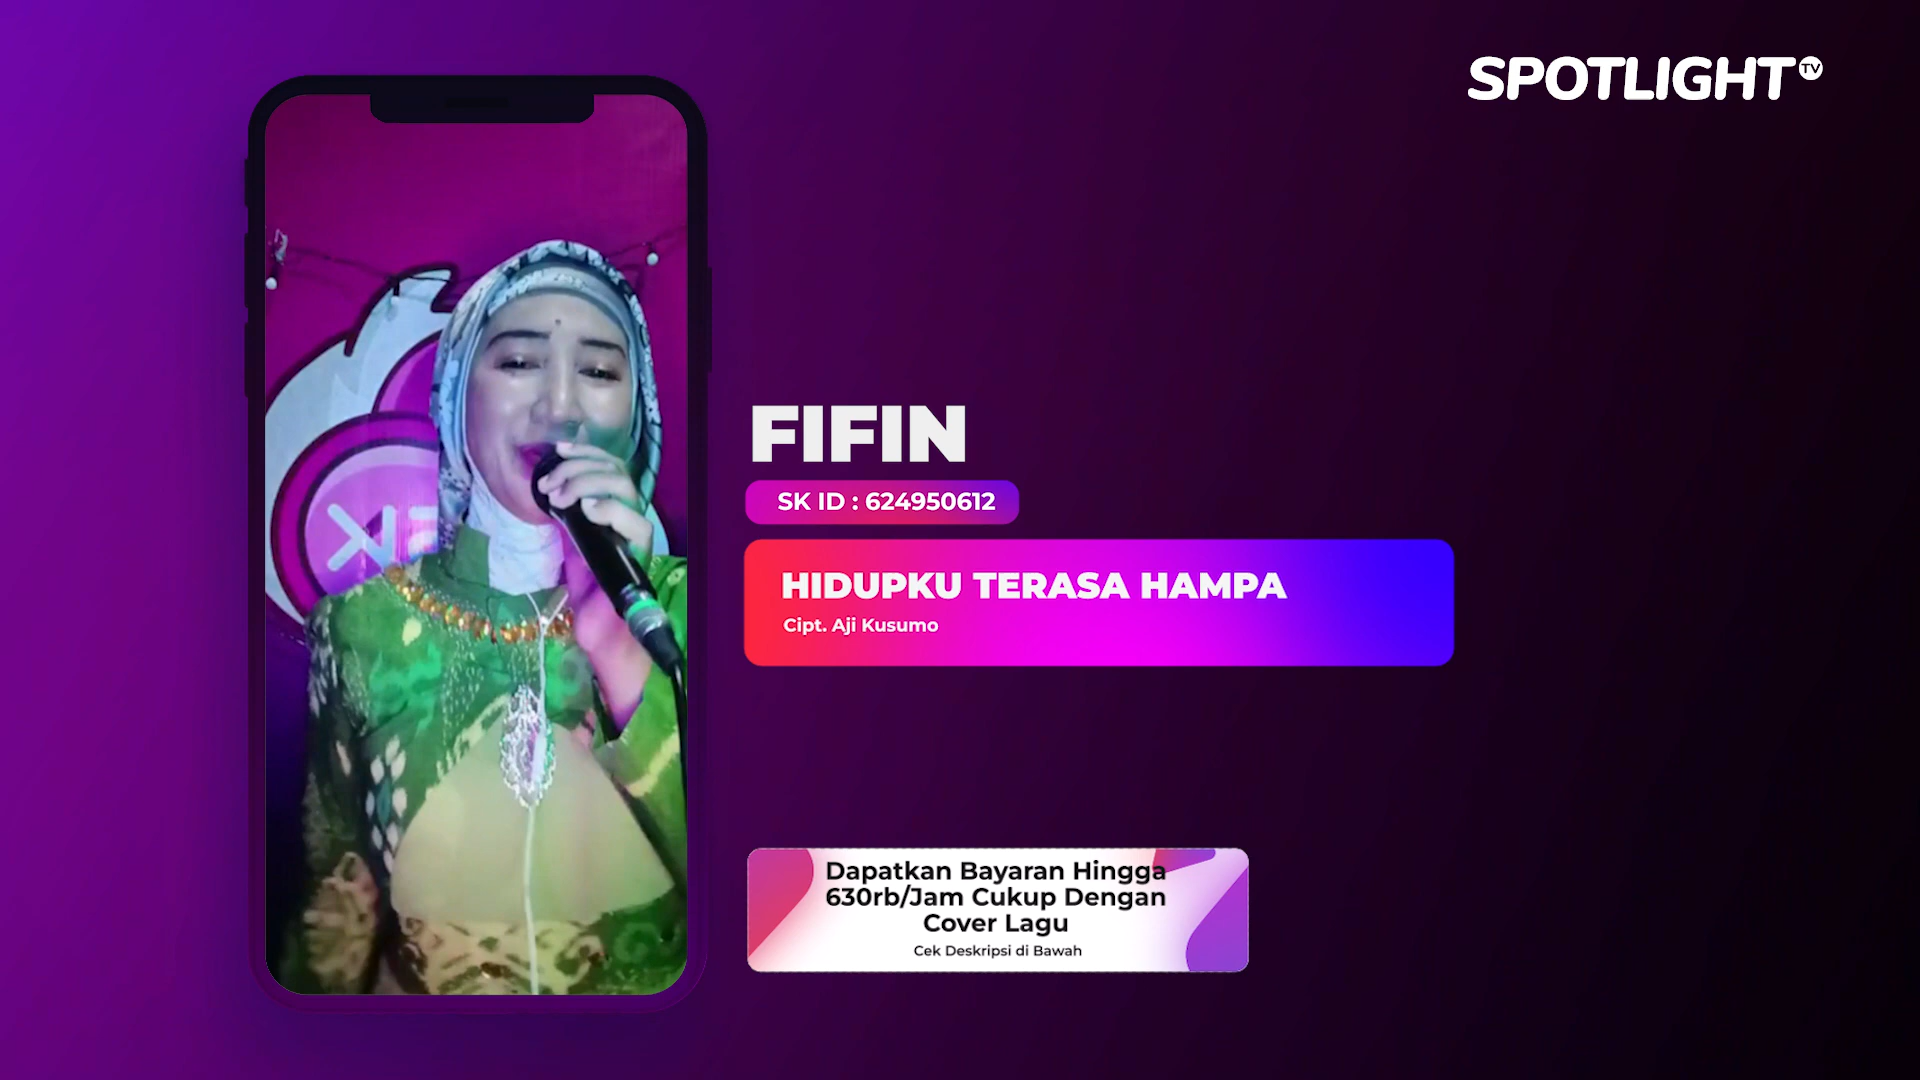 SPOTLIGHT TV
FIFIN
SK ID : 624950612
HIDUPKU TERASA HAMPA
Cipt. Aji Kusumo
Dapatkan Bayaran Hingga
630rb/Jam Cukup Dengan
Cover Lagu
Cek Deskripsi di Bawah